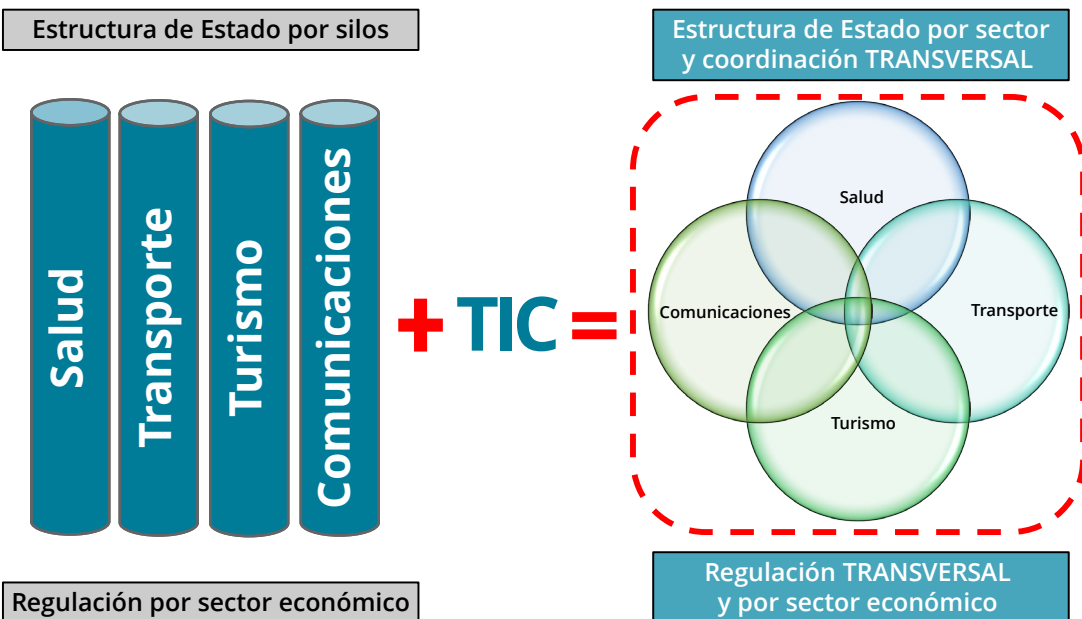 Estructura de Estado por silos
Estructura de Estado por sector
y coordinación TRANSVERSAL
Salud
Transporte
Turismo
Comunicaciones
+ TIC =
Salud
Comunicaciones
Transporte
Turismo
Regulación por sector económico
Regulación TRANSVERSAL
y por sector económico